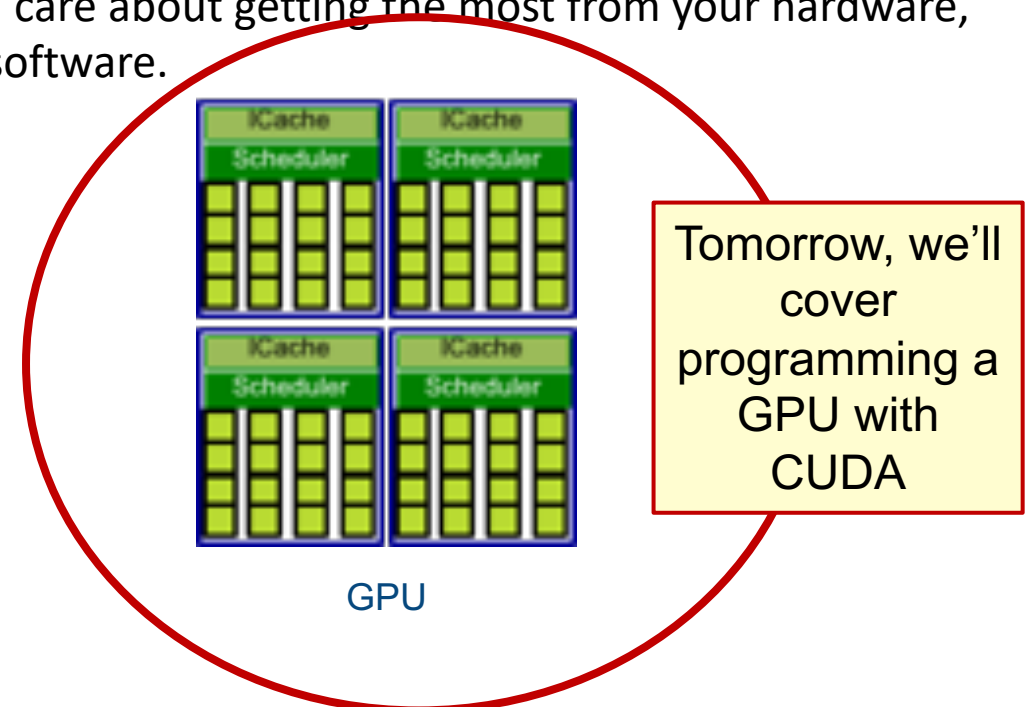 care about getting the most from your hardware,
software.
ICache
ICache
Scheduler
Scheduler
ICache
ICache
Scheduler
Scheduler
Tomorrow, we’ll
cover
programming a
GPU with
CUDA
GPU